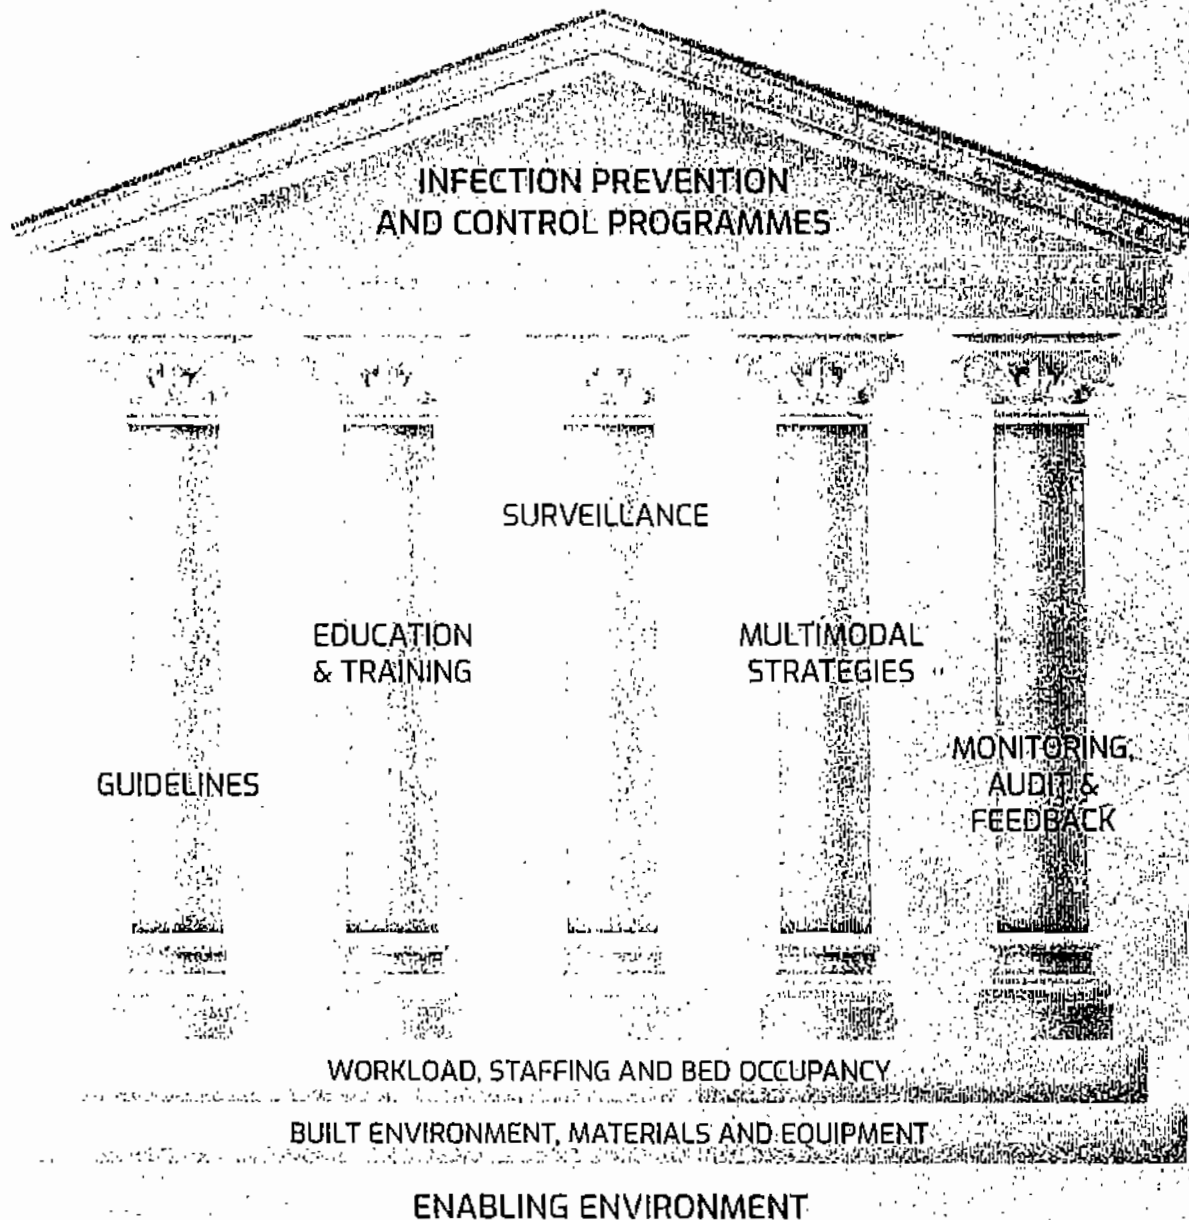 INFECTION PREVENTION
AND CONTROL PROGRAMMES
SURVEILLANCE
EDUCATION
& TRAINING
MULTIMODAL
STRATEGIES
GUIDELINES
MONITORING,
AUDIT &
FEEDBACK
WORKLOAD, STAFFING AND BED OCCUPANCY
BUILT ENVIRONMENT, MATERIALS AND EQUIPMENT
ENABLING ENVIRONMENT